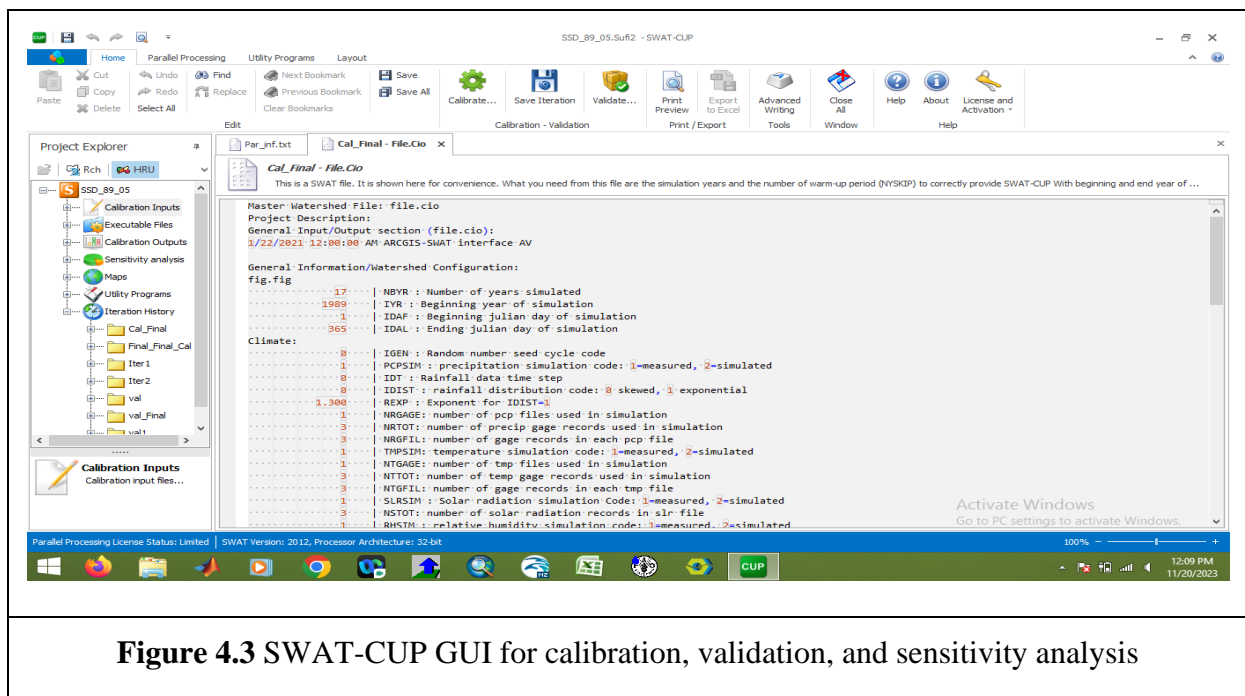 SSD_89_05.Sufi2 - SWAT-CUP
Home Parallel Processing Utility Programs Layout
Paste
Cut
Copy
Delete
Undo
Redo
Select All
Find
Replace
Next Bookmark
Previous Bookmark
Clear Bookmarks
Save
Save All
Calibrate...
Save Iteration
Validate...
Print Preview
Export to Excel
Advanced Writing
Close All
Help
About
License and Activation
Edit
Calibration - Validation
Print / Export
Tools
Window
Help
Project Explorer
Rch HRU
SSD_89_05
Calibration Inputs
Executable Files
Calibration Outputs
Sensitivity analysis
Maps
Utility Programs
Iteration History
Cal_Final
Final_Final_Cal
Iter1
Iter2
val
val_Final
val1
Calibration Inputs
Calibration input files...
Par_inf.txt
Cal_Final - File.Cio
Cal_Final - File.Cio
This is a SWAT file. It is shown here for convenience. What you need from this file are the simulation years and the number of warm-up period (NYSKIP) to correctly provide SWAT-CUP With beginning and end year of ...
Master Watershed File: file.cio
Project Description:
General Input/Output section (file.cio):
1/22/2021 12:00:00 AM ARCGIS-SWAT interface AV
General Information/Watershed Configuration:
fig.fig
17 | NBYR : Number of years simulated
1989 | IYR : Beginning year of simulation
1 | IDAF : Beginning julian day of simulation
365 | IDAL : Ending julian day of simulation
Climate:
0 | IGEN : Random number seed cycle code
1 | PCPSIM : precipitation simulation code: 1=measured, 2=simulated
0 | IDT : Rainfall data time step
0 | IDIST : rainfall distribution code: 0 skewed, 1 exponential
1.300 | REXP : Exponent for IDIST=1
1 | NRGAGE: number of pcp files used in simulation
3 | NRTOT: number of precip gage records used in simulation
3 | NRGFIL: number of gage records in each pcp file
1 | TMPSIM: temperature simulation code: 1=measured, 2=simulated
1 | NTGAGE: number of tmp files used in simulation
3 | NTTOT: number of temp gage records used in simulation
3 | NTGFIL: number of gage records in each tmp file
1 | SLRSIM : Solar radiation simulation Code: 1=measured, 2=simulated
3 | NSTOT: number of solar radiation records in slr file
1 | RHSIM : relative humidity simulation code: 1=measured, 2=simulated
Activate Windows
Go to PC settings to activate Windows.
Parallel Processing License Status: Limited | SWAT Version: 2012, Processor Architecture: 32-bit
100%
CUP
12:09 PM
11/20/2023
Figure 4.3 SWAT-CUP GUI for calibration, validation, and sensitivity analysis